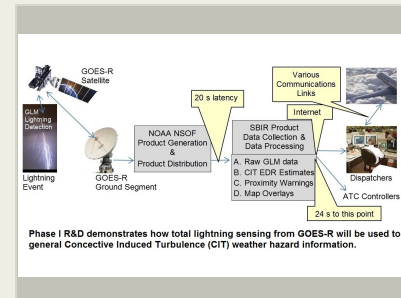 GOES-R
Satellite
GLM
Lightning
Detection
Lightning
Event
GOES-R
Ground Segment
NOAA NSOF
Product Generation
&
Product Distribution
20 s latency
SBIR Product
Data Collection &
Data Processing
A. Raw GLM data
B. CIT EDR Estimates
C. Proximity Warnings
D. Map Overlays
Various
Communications
Links
Internet
Dispatchers
ATC Controllers
24 s to this point
Phase I R&D demonstrates how total lightning sensing from GOES-R will be used to
general Concective Induced Turbulence (CIT) weather hazard information.